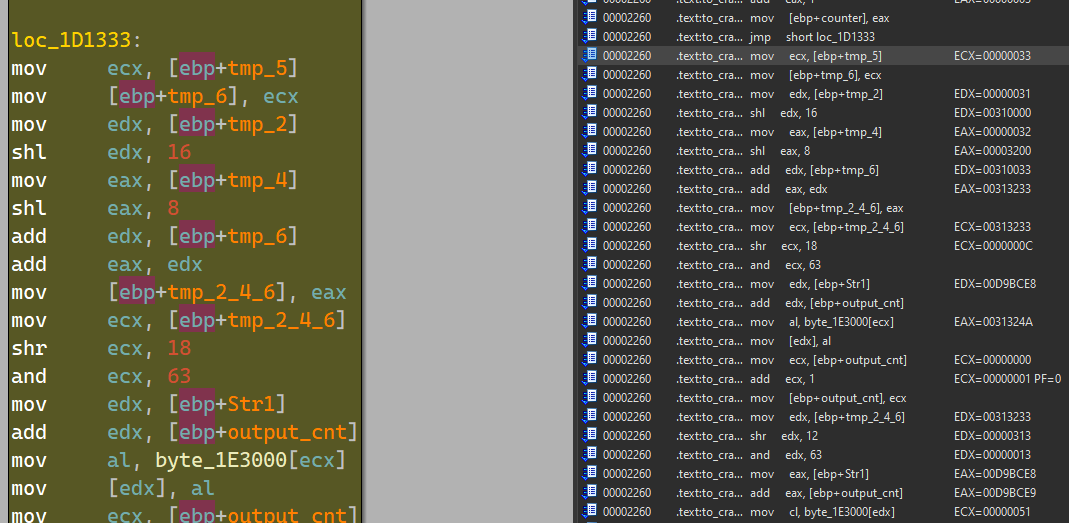 loc_1D1333:
mov ecx, [ebp+tmp_5]
mov [ebp+tmp_6], ecx
mov edx, [ebp+tmp_2]
shl edx, 16
mov eax, [ebp+tmp_4]
shl eax, 8
add edx, [ebp+tmp_6]
add eax, edx
mov [ebp+tmp_2_4_6], eax
mov ecx, [ebp+tmp_2_4_6]
shr ecx, 18
and ecx, 63
mov edx, [ebp+Str1]
add edx, [ebp+output_cnt]
mov al, byte_1E3000[ecx]
mov [edx], al
mov ecx, [ebp+output_cnt]
00002260 .text:to_cra... mov [ebp+counter], eax
00002260 .text:to_cra... jmp short loc_1D1333
00002260 .text:to_cra... mov ecx, [ebp+tmp_5] ECX=00000033
00002260 .text:to_cra... mov [ebp+tmp_6], ecx
00002260 .text:to_cra... mov edx, [ebp+tmp_2] EDX=00000031
00002260 .text:to_cra... shl edx, 16 EDX=00310000
00002260 .text:to_cra... mov eax, [ebp+tmp_4] EAX=00000032
00002260 .text:to_cra... shl eax, 8 EAX=00003200
00002260 .text:to_cra... add edx, [ebp+tmp_6] EDX=00310033
00002260 .text:to_cra... add eax, edx EAX=00313233
00002260 .text:to_cra... mov [ebp+tmp_2_4_6], eax
00002260 .text:to_cra... mov ecx, [ebp+tmp_2_4_6] ECX=00313233
00002260 .text:to_cra... shr ecx, 18 ECX=0000000C
00002260 .text:to_cra... and ecx, 63
00002260 .text:to_cra... mov edx, [ebp+Str1] EDX=00D9BCE8
00002260 .text:to_cra... add edx, [ebp+output_cnt]
00002260 .text:to_cra... mov al, byte_1E3000[ecx] EAX=0031324A
00002260 .text:to_cra... mov [edx], al
00002260 .text:to_cra... mov ecx, [ebp+output_cnt] ECX=00000000
00002260 .text:to_cra... add ecx, 1 ECX=00000001 PF=0
00002260 .text:to_cra... mov [ebp+output_cnt], ecx
00002260 .text:to_cra... mov edx, [ebp+tmp_2_4_6] EDX=00313233
00002260 .text:to_cra... shr edx, 12 EDX=00000313
00002260 .text:to_cra... and edx, 63 EDX=00000013
00002260 .text:to_cra... mov eax, [ebp+Str1] EAX=00D9BCE8
00002260 .text:to_cra... add eax, [ebp+output_cnt] EAX=00D9BCE9
00002260 .text:to_cra... mov cl, byte_1E3000[edx] ECX=00000051